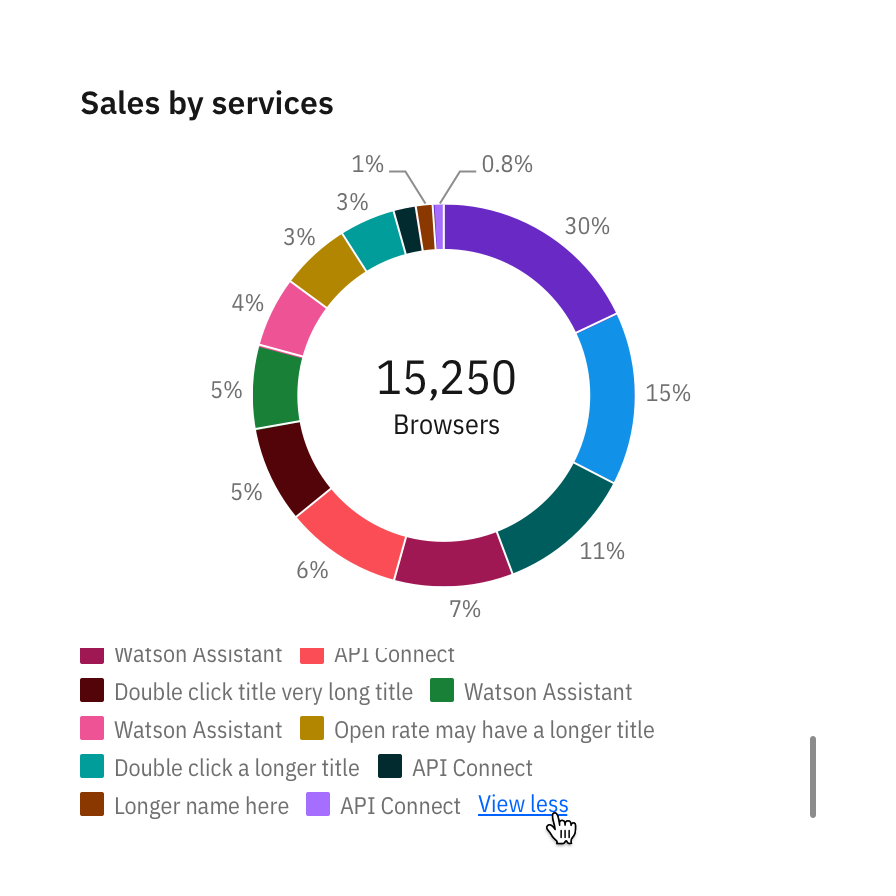 Sales by services
1% 0.8%
3%
30%
3%
4%
15,250
5% 15%
Browsers
5%
11%
6%
7%
Watson Assistant API Connect
Double click title very long title Watson Assistant
Watson Assistant Open rate may have a longer title
Double click a longer title API Connect
Longer name here API Connect View less